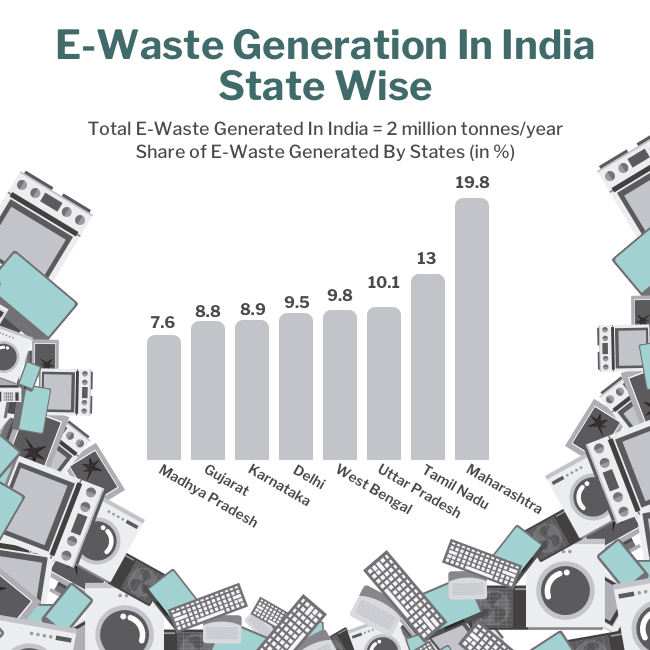 E-Waste Generation In India
State Wise
Total E-Waste Generated In India = 2 million tonnes/year
Share of E-Waste Generated By States (in %)
19.8
13
10.1
9.8
9.5
8.9
8.8
7.6
Madhya Pradesh
Gujarat
Karnataka
Delhi
West Bengal
Uttar Pradesh
Tamil Nadu
Maharashtra